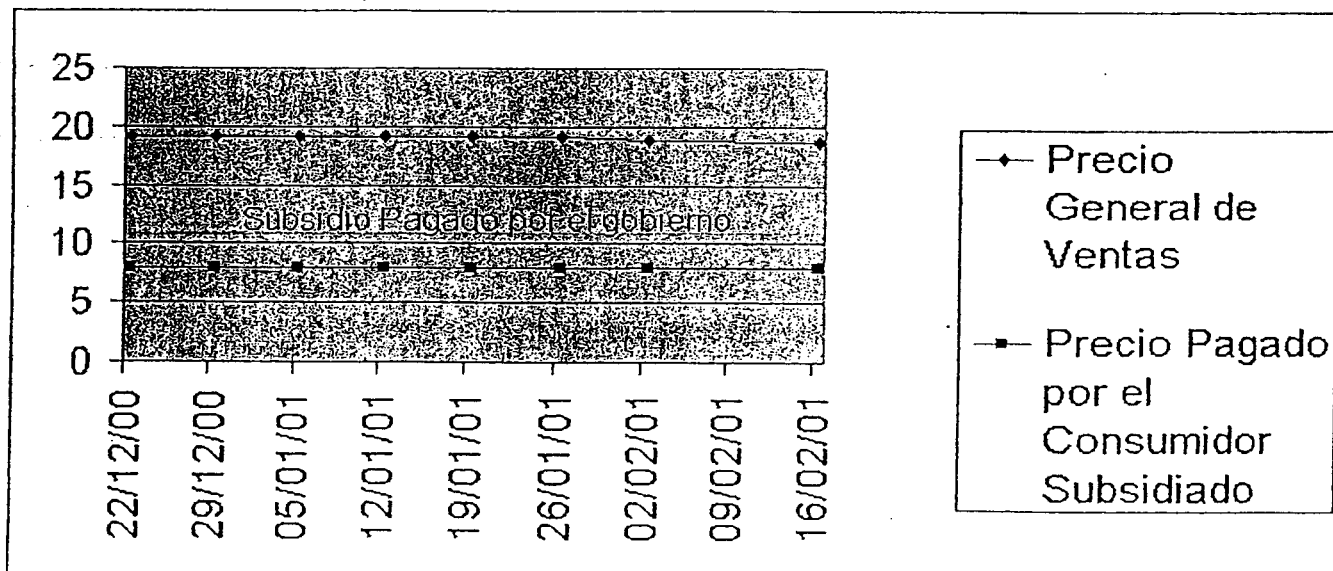 25
20
15
10
5
0
Subsidio Pagado por el gobierno
22/12/00
29/12/00
05/01/01
12/01/01
19/01/01
26/01/01
02/02/01
09/02/01
16/02/01
Precio
General de
Ventas
Precio Pagado
por el
Consumidor
Subsidiado